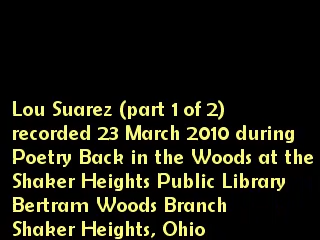 Lou Suarez (part 1 of 2)
recorded 23 March 2010 during
Poetry Back in the Woods at the
Shaker Heights Public Library
Bertram Woods Branch
Shaker Heights, Ohio